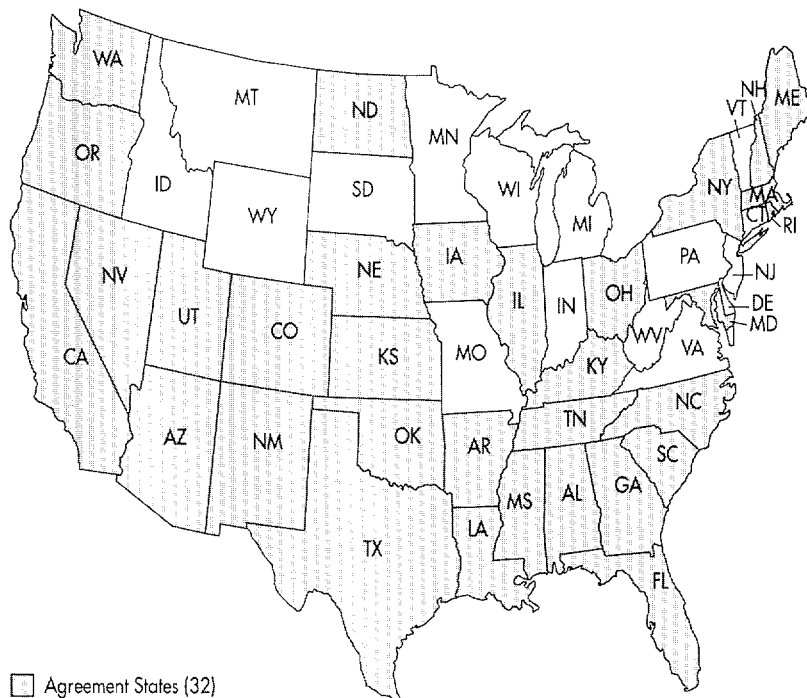 WA
MT
ND
MN
OR
ID
SD
WI
WY
MI
NH
VT
ME
NY
MA
CT
RI
NV
UT
CO
NE
IA
IL
IN
OH
PA
NJ
DE
MD
WV
VA
CA
KS
MO
KY
NC
AZ
NM
OK
AR
TN
SC
TX
LA
MS
AL
GA
FL
Agreement States (32)